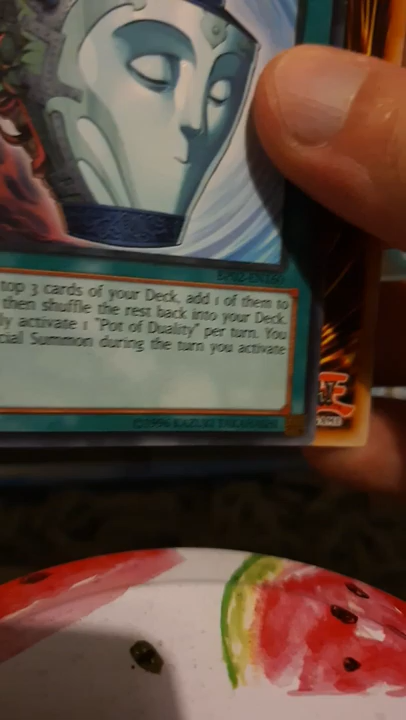 top 3 cards of your Deck, add 1 of them to
then shuffle the rest back into your Deck.
ly activate 1 "Pot of Duality" per turn. You
cial Summon during the turn you activate
©1996 KAZUKI TAKAHASHI